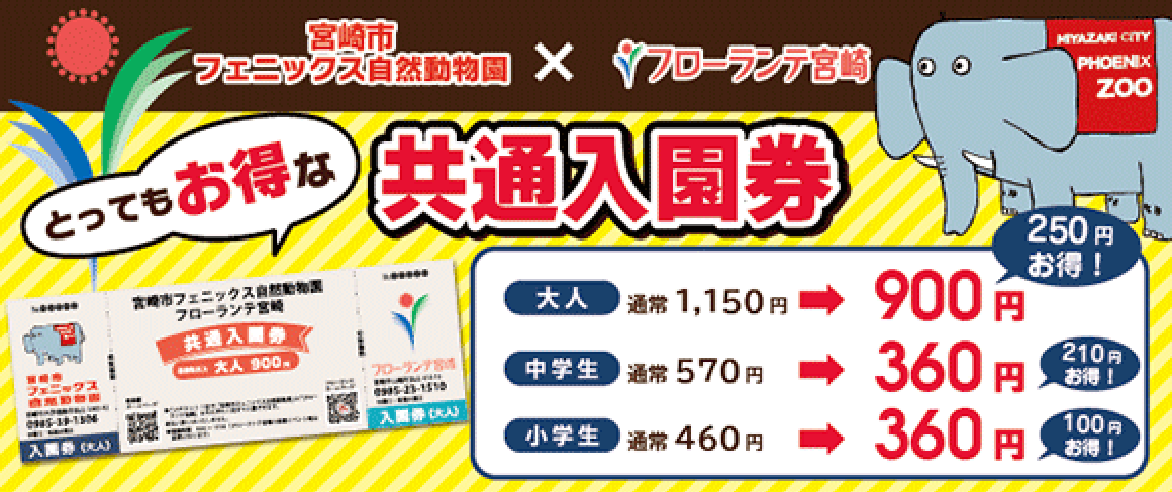 宮崎市
フェニックス自然動物園
×
フローランテ宮崎
MIYAZAKI CITY
PHOENIX
ZOO
とってもお得な
共通入園券
250円
お得！
大人 通常1,150円 900円
中学生 通常570円 360円
210円
お得！
小学生 通常460円 360円
100円
お得！
宮崎市フェニックス自然動物園
フローランテ宮崎
共通入園券
大人 900円
宮崎市
フェニックス
自然動物園
0985-39-1306
入園券（大人）
フローランテ宮崎
0985-23-1510
入園券（大人）